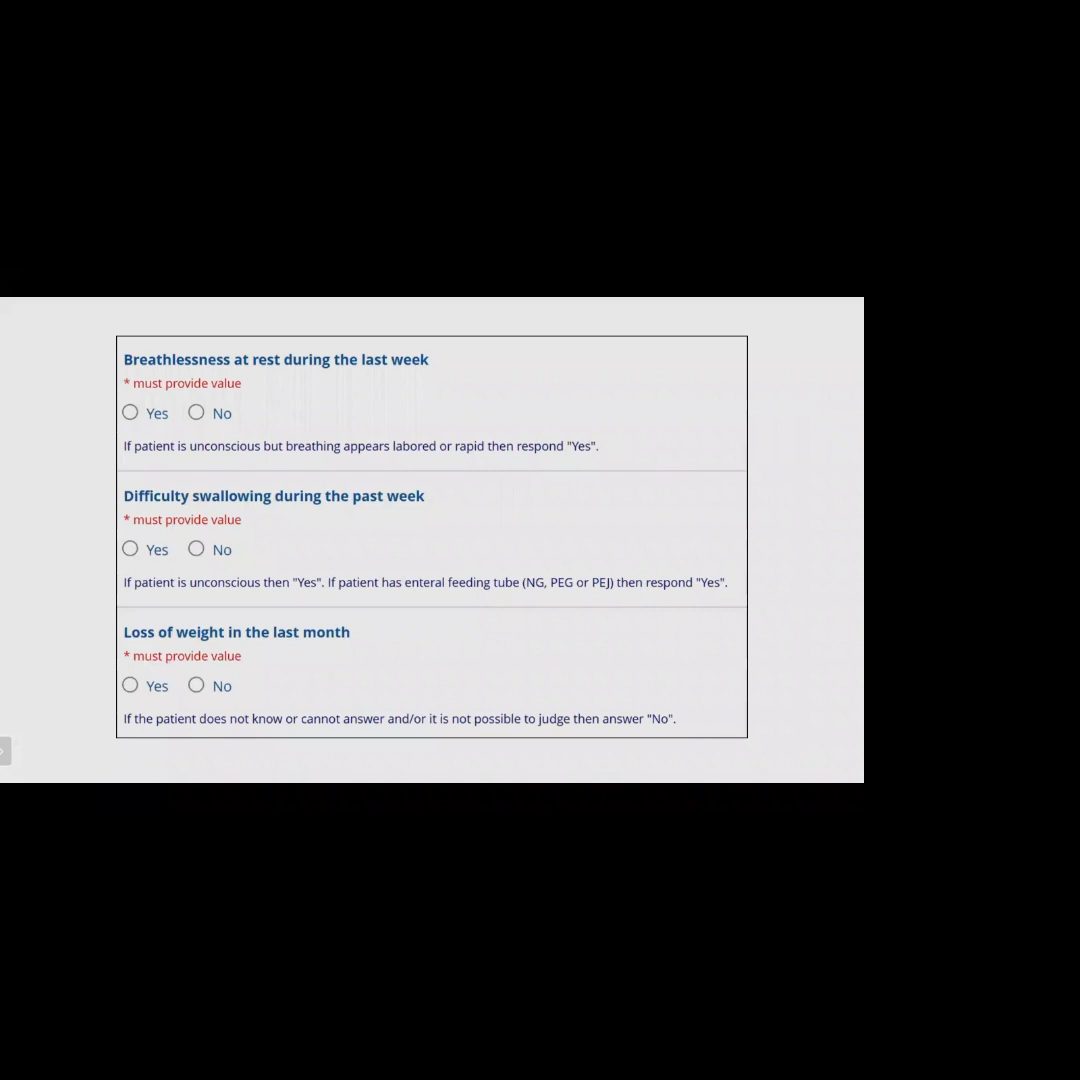 Breathlessness at rest during the last week
* must provide value
Yes No
If patient is unconscious but breathing appears labored or rapid then respond "Yes".
Difficulty swallowing during the past week
* must provide value
Yes No
If patient is unconscious then "Yes". If patient has enteral feeding tube (NG, PEG or PEJ) then respond "Yes".
Loss of weight in the last month
* must provide value
Yes No
If the patient does not know or cannot answer and/or it is not possible to judge then answer "No".